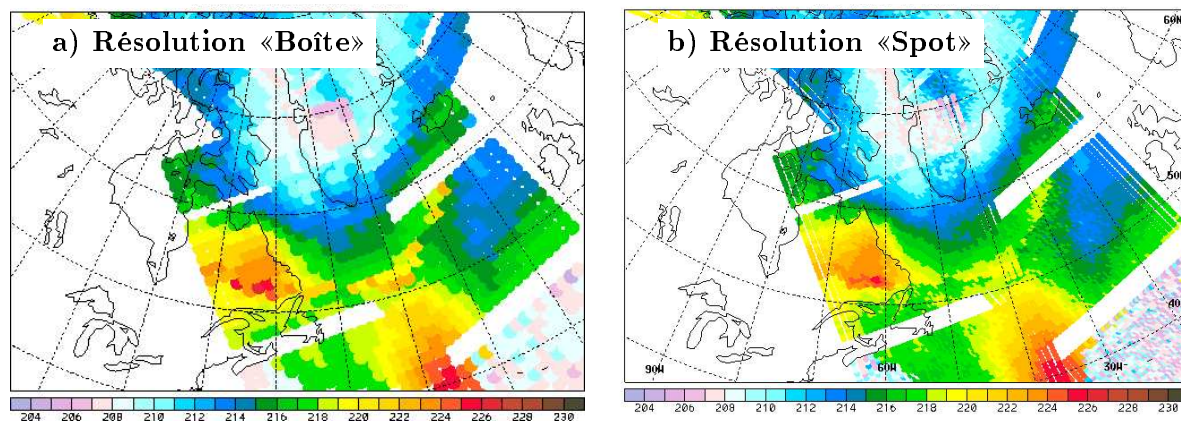 a) Résolution «Boîte»
b) Résolution «Spot»
60N
50N
40N
90W
60W
30W
204 206 208 210 212 214 216 218 220 222 224 226 228 230
204 206 208 210 212 214 216 218 220 222 224 226 228 230